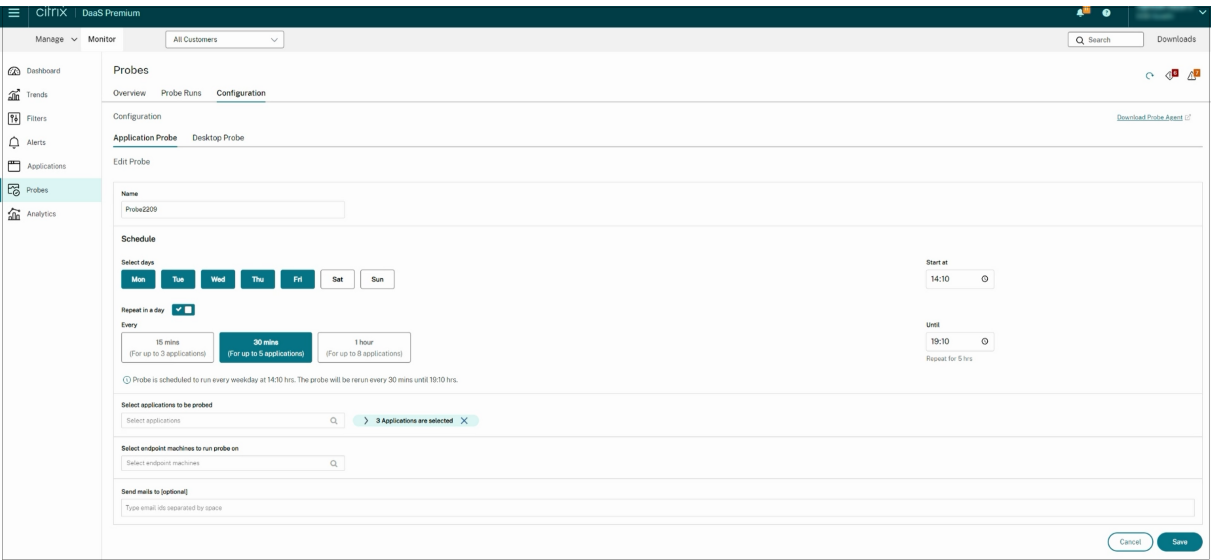 citrix | DaaS Premium
11
Manage
Monitor
All Customers
Search
Downloads
Dashboard
Trends
Filters
Alerts
Applications
Probes
Analytics
Probes
6
7
Overview
Probe Runs
Configuration
Configuration
Download Probe Agent
Application Probe
Desktop Probe
Edit Probe
Name
Probe2209
Schedule
Select days
Mon
Tue
Wed
Thu
Fri
Sat
Sun
Start at
14:10
Repeat in a day
Every
15 mins
(For up to 3 applications)
30 mins
(For up to 5 applications)
1 hour
(For up to 8 applications)
Until
19:10
Repeat for 5 hrs
Probe is scheduled to run every weekday at 14:10 hrs. The probe will be rerun every 30 mins until 19:10 hrs.
Select applications to be probed
Select applications
3 Applications are selected
Select endpoint machines to run probe on
Select endpoint machines
Send mails to [optional]
Type email ids separated by space
Cancel
Save